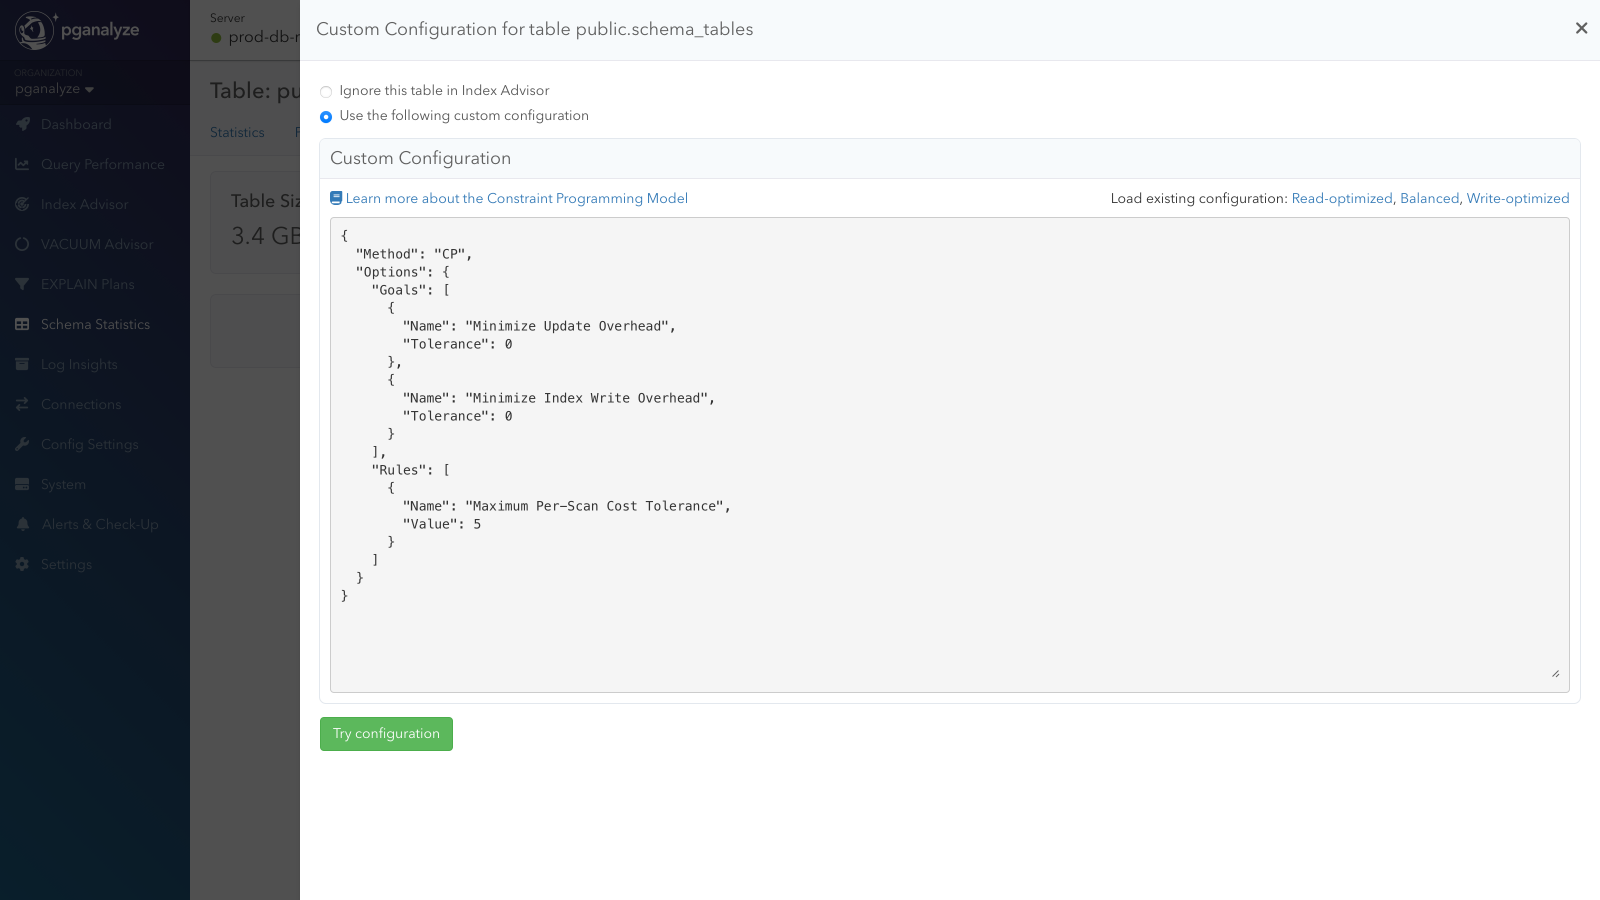 pganalyze
ORGANIZATION
pganalyze
Dashboard
Query Performance
Index Advisor
VACUUM Advisor
EXPLAIN Plans
Schema Statistics
Log Insights
Connections
Config Settings
System
Alerts & Check-Up
Settings
Server
prod-db-r
Table: pu
Statistics
Table Siz
3.4 GB
Custom Configuration for table public.schema_tables
Ignore this table in Index Advisor
Use the following custom configuration
Custom Configuration
Learn more about the Constraint Programming Model
Load existing configuration: Read-optimized, Balanced, Write-optimized
{
  "Method": "CP",
  "Options": {
    "Goals": [
      {
        "Name": "Minimize Update Overhead",
        "Tolerance": 0
      },
      {
        "Name": "Minimize Index Write Overhead",
        "Tolerance": 0
      }
    ],
    "Rules": [
      {
        "Name": "Maximum Per-Scan Cost Tolerance",
        "Value": 5
      }
    ]
  }
}
Try configuration